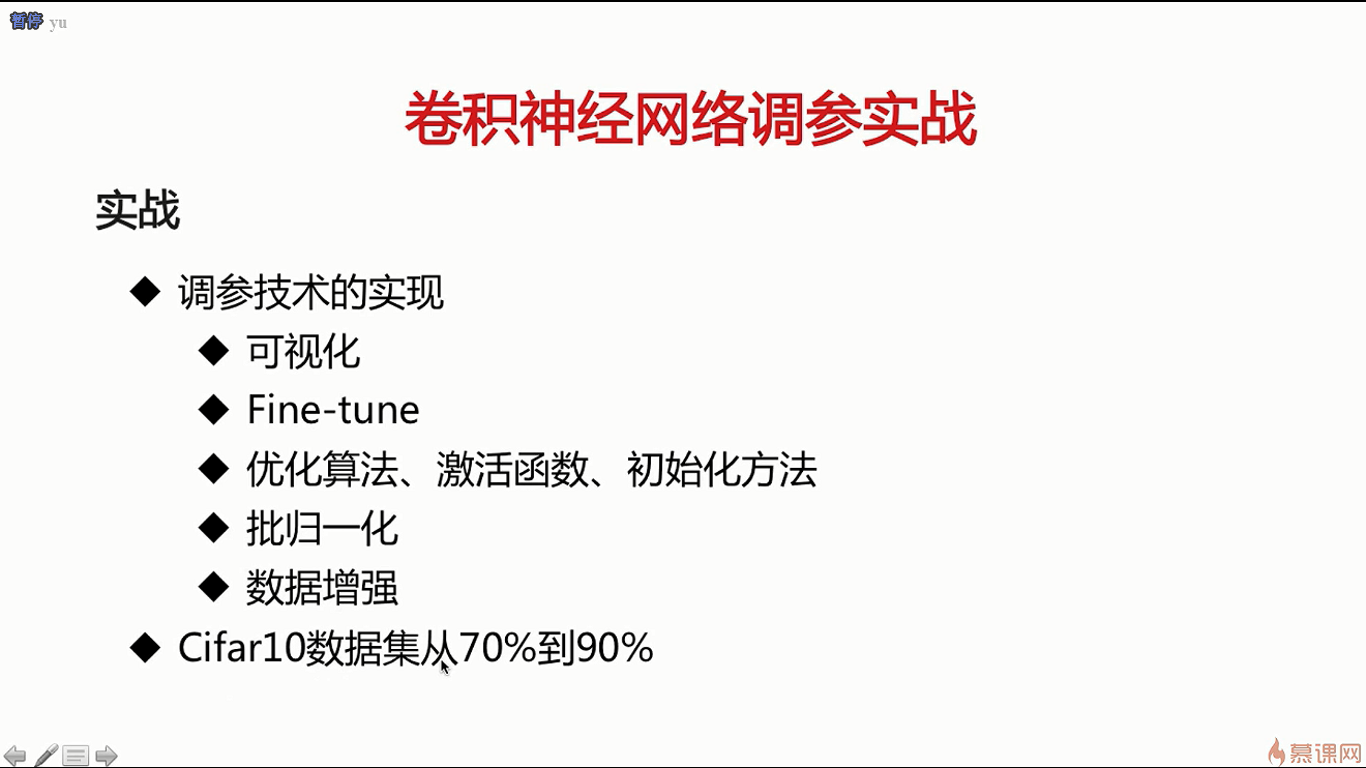 暂停 yu
卷积神经网络调参实战
实战
调参技术的实现
可视化
Fine-tune
优化算法、激活函数、初始化方法
批归一化
数据增强
Cifar10数据集从70%到90%
慕课网